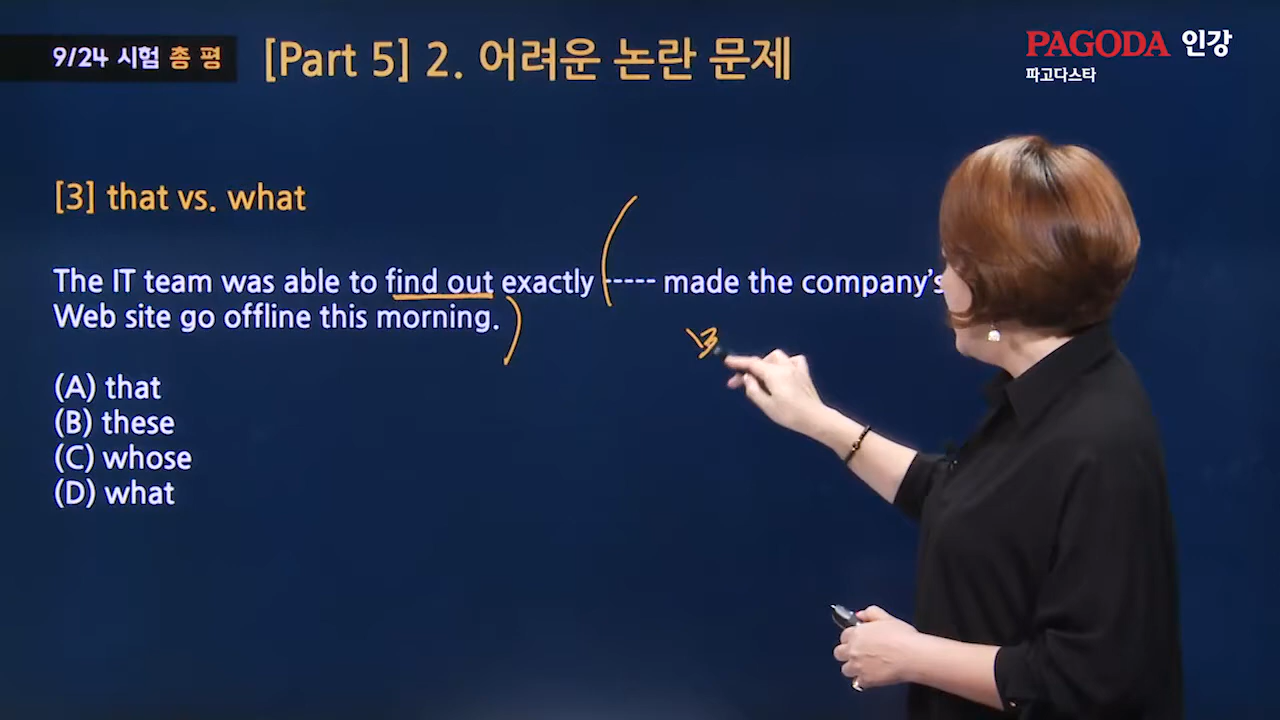 9/24 시험 총 평
[Part 5] 2. 어려운 논란 문제
PAGODA 인강
파고다스타
[3] that vs. what
The IT team was able to find out exactly ----- made the company's
Web site go offline this morning.
(A) that
(B) these
(C) whose
(D) what